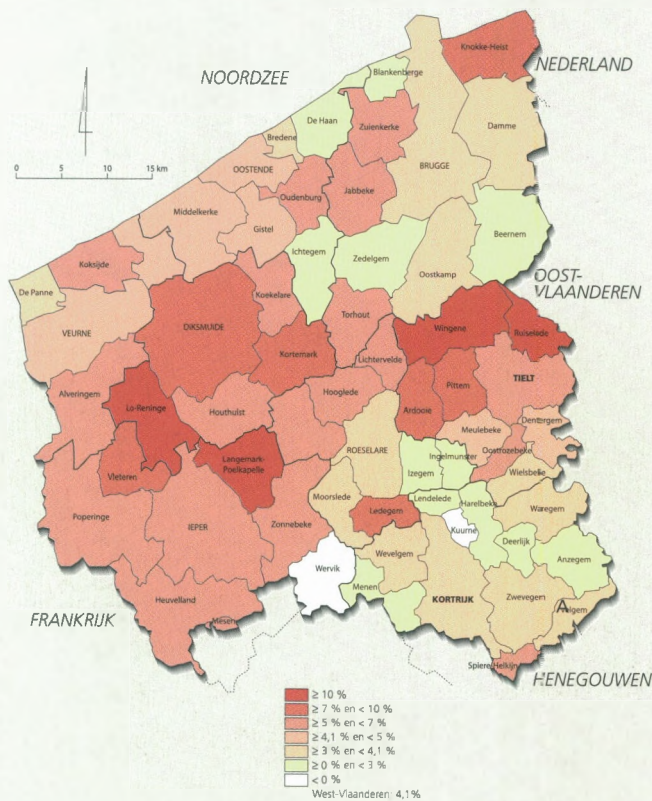 Knokke-Heist
NEDERLAND
NOORDZEE
Blankenberge
De Haan
Zuienkerke
Damme
Bredene
BRUGGE
OOSTENDE
0 5 10 15 km
Oudenburg
Jabbeke
Middelkerke
Gistel
Beernem
Ichtegem
Zedelgem
Koksijde
Oostkamp
OOST-
VLAANDEREN
De Panne
Koekelare
DIKSMUIDE
Torhout
Wingene
Ruiselede
VEURNE
Kortemark
Lichtervelde
TIELT
Alveringem
Pittem
Hooglede
Lo-Reninge
Houthulst
Ardooie
Dentergem
Meulebeke
ROESELARE
Ingelmunster
Oostrozebeke
Langemark-
Poelkapelle
Vleteren
Izegem
Wielsbeke
Moorslede
Lendelede
Harelbeke
Waregem
Poperinge
IEPER
Zonnebeke
Ledegem
Kuurne
Deerlijk
Wevelgem
Anzegem
Wervik
Menen
Heuvelland
KORTRIJK
Zwevegem
A
elgem
FRANKRIJK
Mesen
Spiere-Helkijn
HENEGOUWEN
≥ 10 %
≥ 7 % en < 10 %
≥ 5 % en < 7 %
≥ 4,1 % en < 5 %
≥ 3 % en < 4,1 %
≥ 0 % en < 3 %
< 0 %
West-Vlaanderen: 4,1%